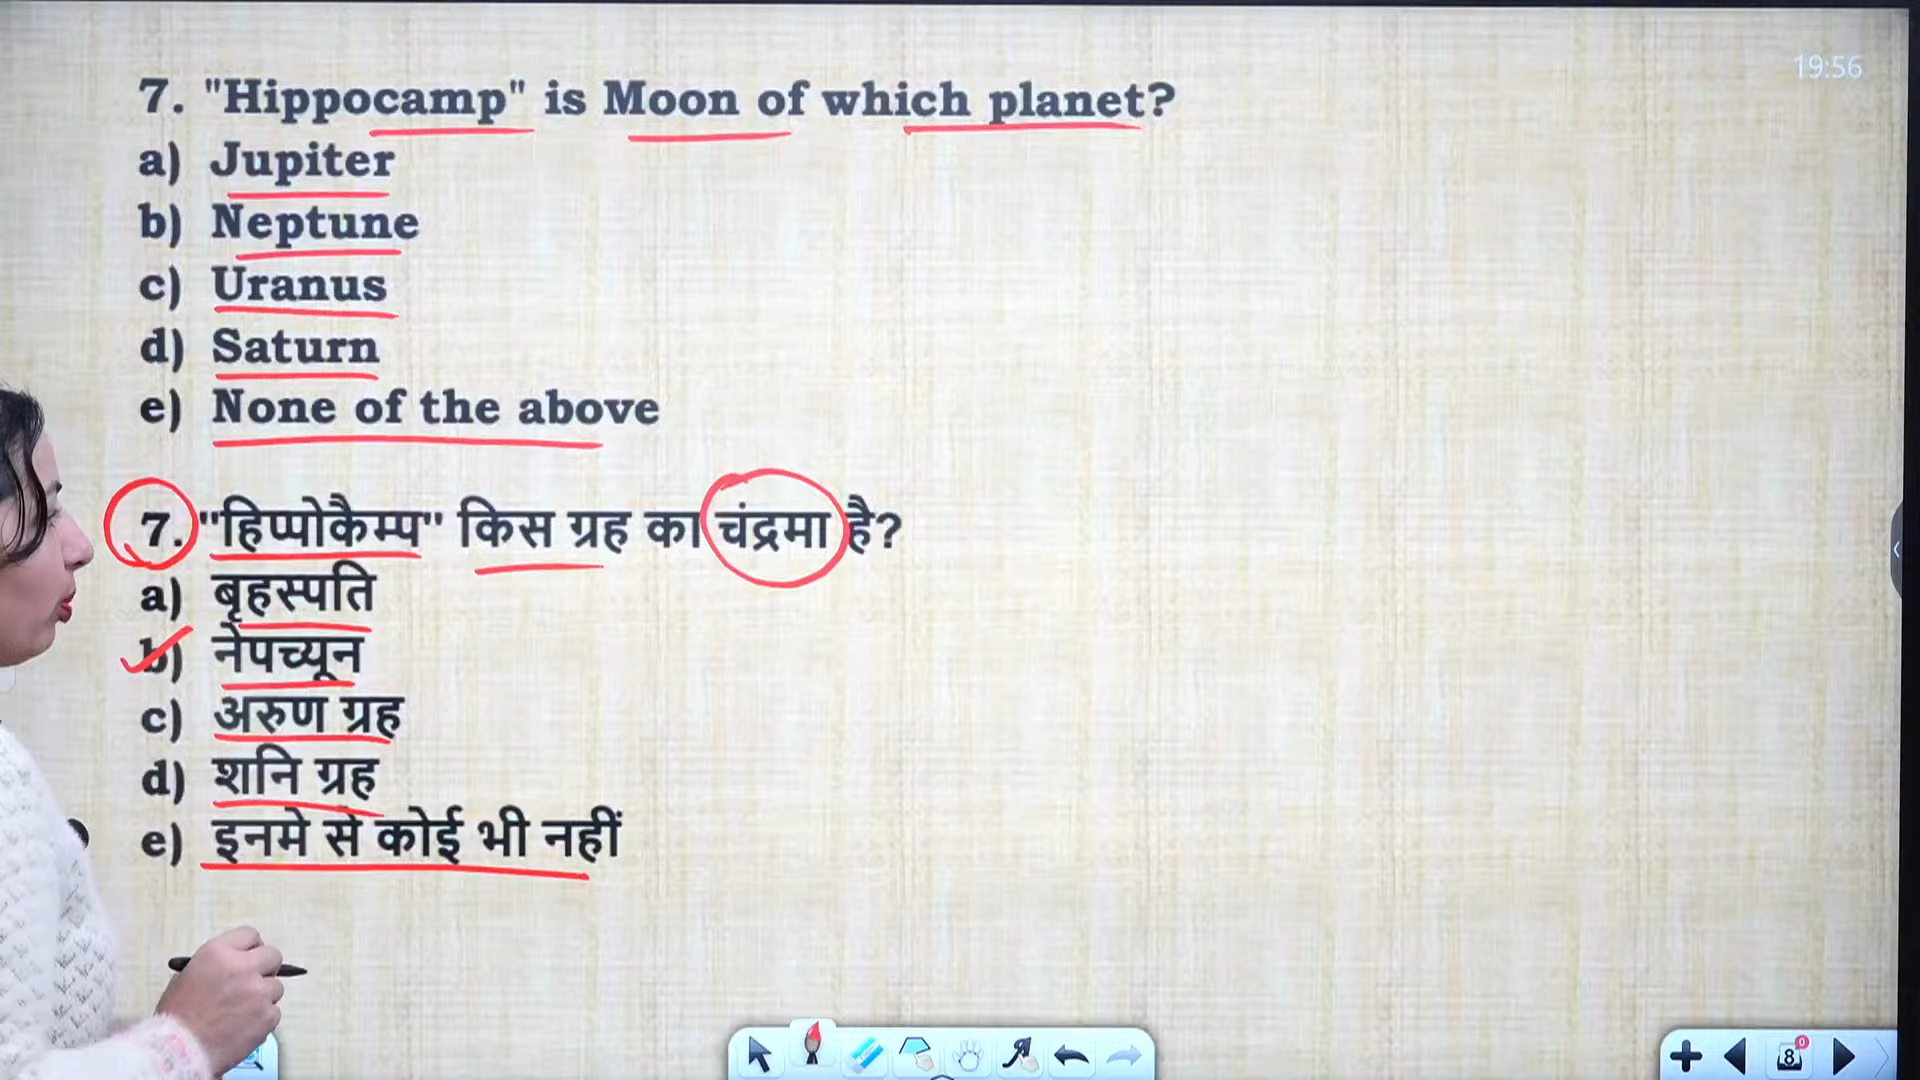 19:56
7. "Hippocamp" is Moon of which planet?
a) Jupiter
b) Neptune
c) Uranus
d) Saturn
e) None of the above
7. "हिप्पोकैम्प" किस ग्रह का चंद्रमा है?
a) बृहस्पति
b) नेपच्यून
c) अरुण ग्रह
d) शनि ग्रह
e) इनमे से कोई भी नहीं
8
0